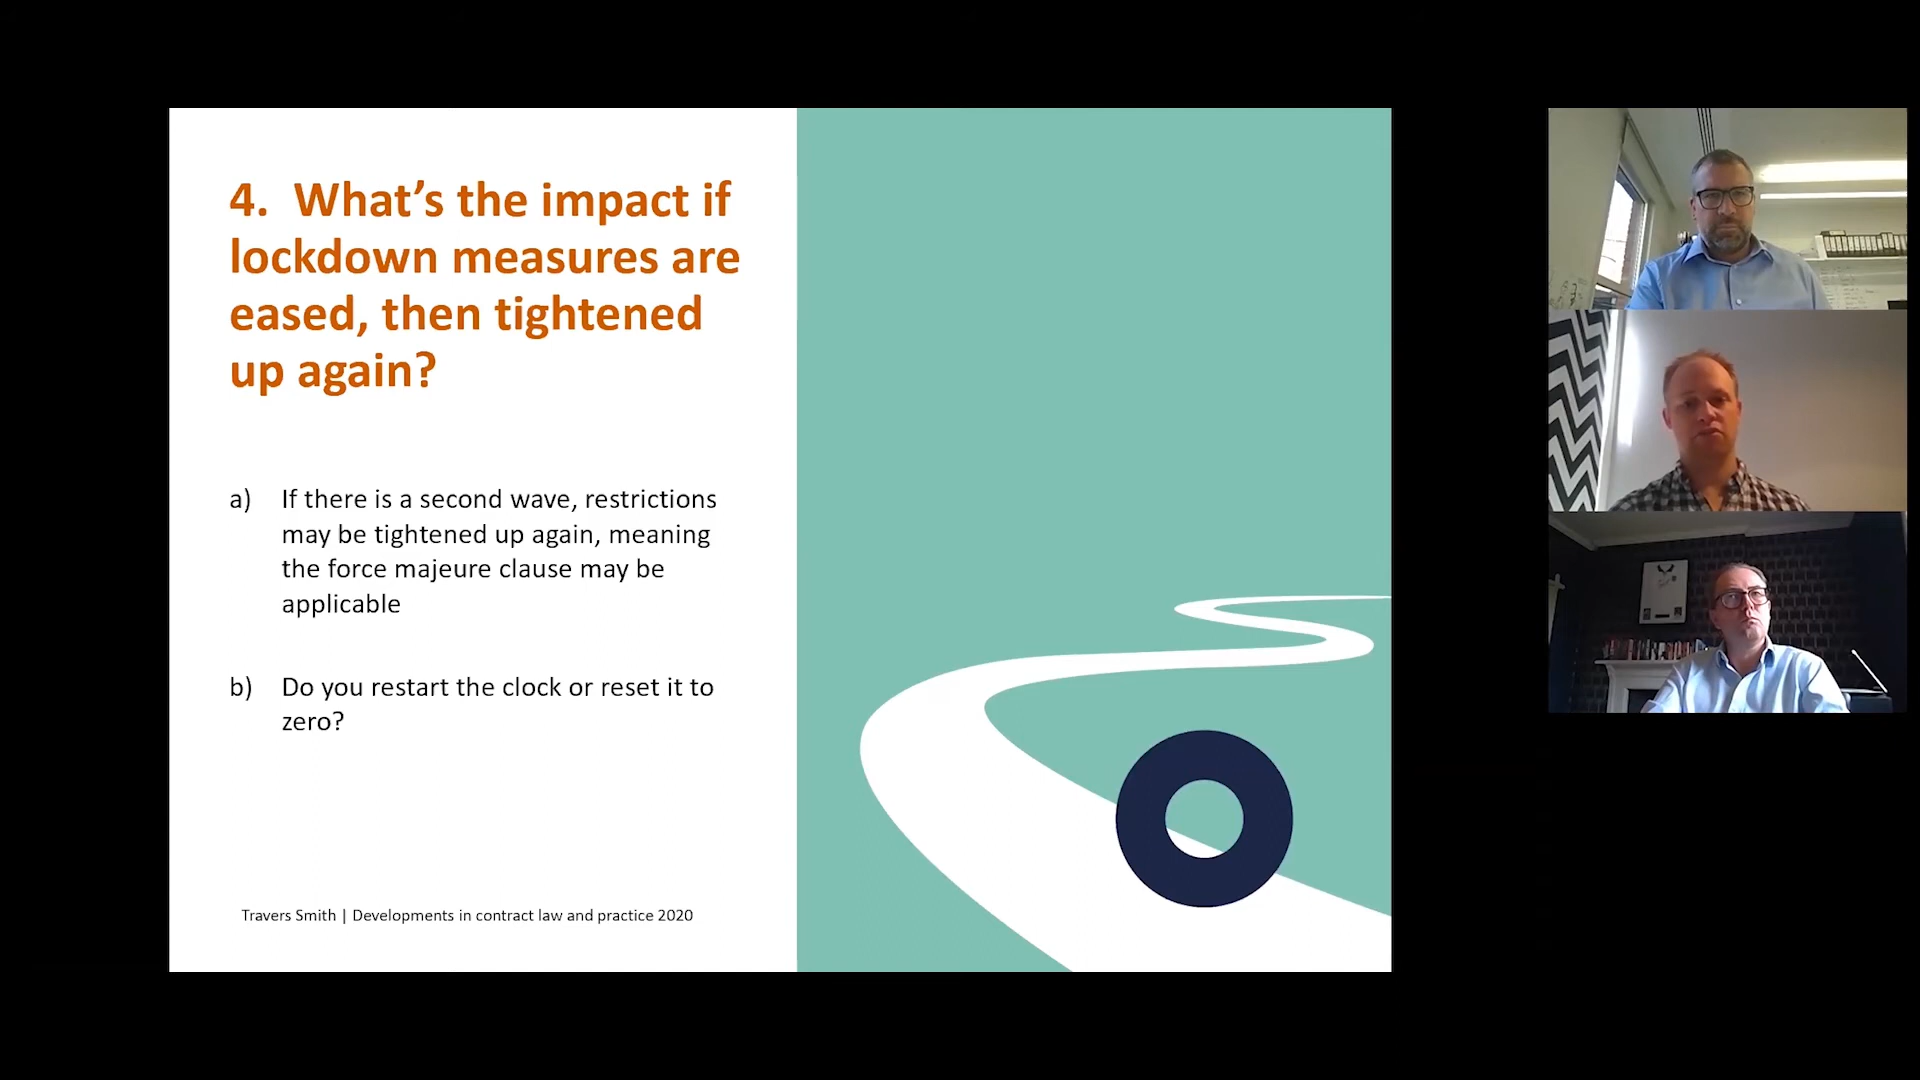 4. What’s the impact if
lockdown measures are
eased, then tightened
up again?
a) If there is a second wave, restrictions
may be tightened up again, meaning
the force majeure clause may be
applicable
b) Do you restart the clock or reset it to
zero?
Travers Smith | Developments in contract law and practice 2020